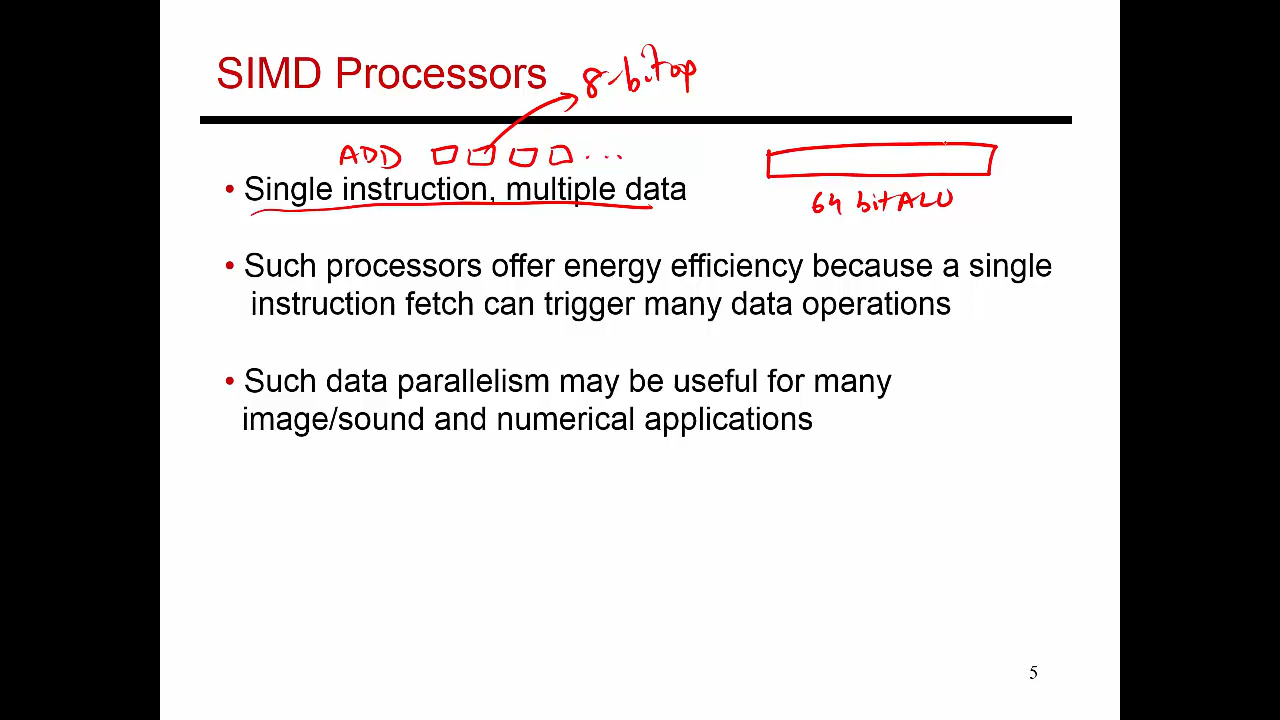 SIMD Processors
8-bit op
ADD ...
• Single instruction, multiple data
64 bit ALU
• Such processors offer energy efficiency because a single
instruction fetch can trigger many data operations
• Such data parallelism may be useful for many
image/sound and numerical applications
5